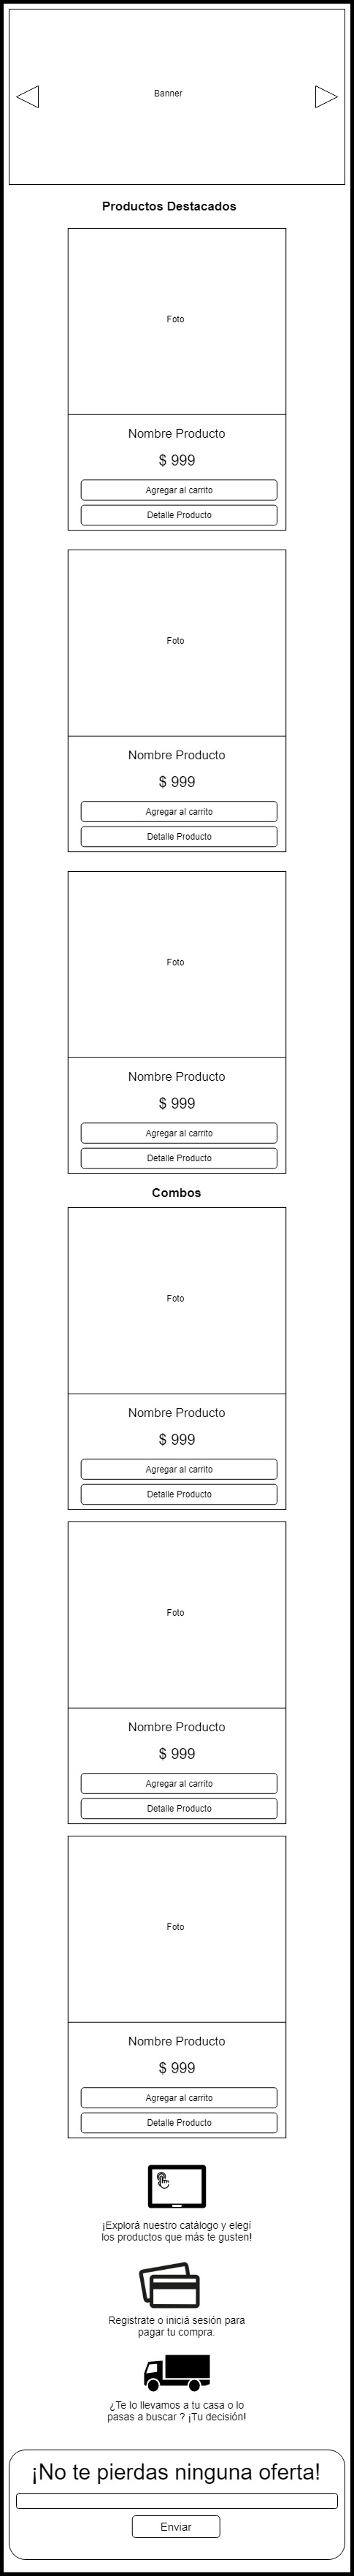 Banner
Productos Destacados
Foto
Nombre Producto
$ 999
Agregar al carrito
Detalle Producto
Foto
Nombre Producto
$ 999
Agregar al carrito
Detalle Producto
Foto
Nombre Producto
$ 999
Agregar al carrito
Detalle Producto
Combos
Foto
Nombre Producto
$ 999
Agregar al carrito
Detalle Producto
Foto
Nombre Producto
$ 999
Agregar al carrito
Detalle Producto
Foto
Nombre Producto
$ 999
Agregar al carrito
Detalle Producto
¡Explorá nuestro catálogo y elegí
los productos que más te gusten!
Registrate o iniciá sesión para
pagar tu compra.
¿Te lo llevamos a tu casa o lo
pasas a buscar ? ¡Tu decisión!
¡No te pierdas ninguna oferta!
Enviar